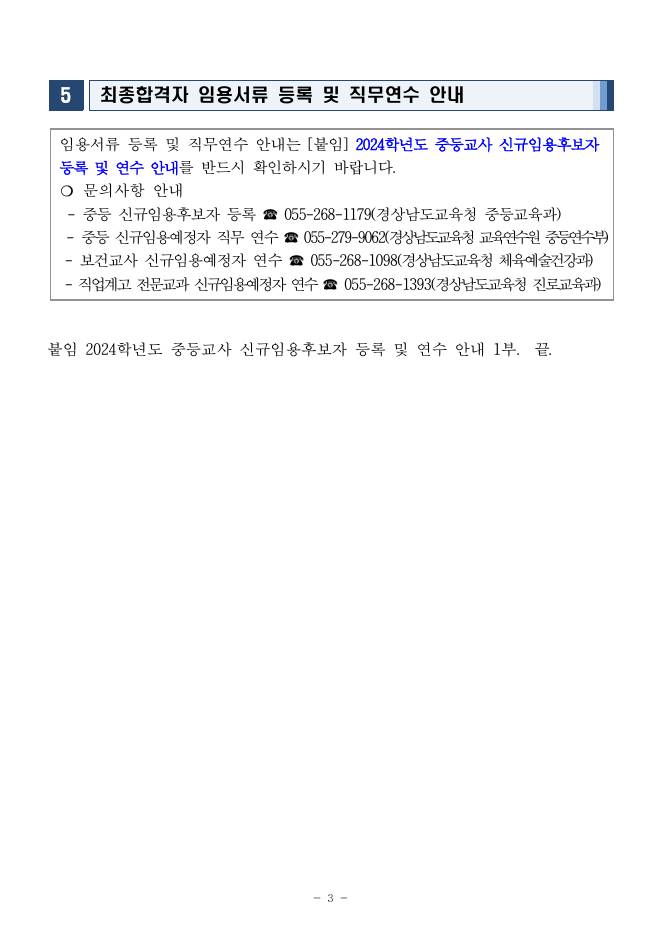 5 최종합격자 임용서류 등록 및 직무연수 안내
임용서류 등록 및 직무연수 안내는 [붙임] 2024학년도 중등교사 신규임용후보자
등록 및 연수 안내를 반드시 확인하시기 바랍니다.
❍ 문의사항 안내
- 중등 신규임용후보자 등록 ☎ 055-268-1179(경상남도교육청 중등교육과)
- 중등 신규임용예정자 직무 연수 ☎ 055-279-9062(경상남도교육청 교육연수원 중등연수부)
- 보건교사 신규임용예정자 연수 ☎ 055-268-1098(경상남도교육청 체육예술건강과)
- 직업계고 전문교과 신규임용예정자 연수 ☎ 055-268-1393(경상남도교육청 진로교육과)
붙임 2024학년도 중등교사 신규임용후보자 등록 및 연수 안내 1부. 끝.
- 3 -